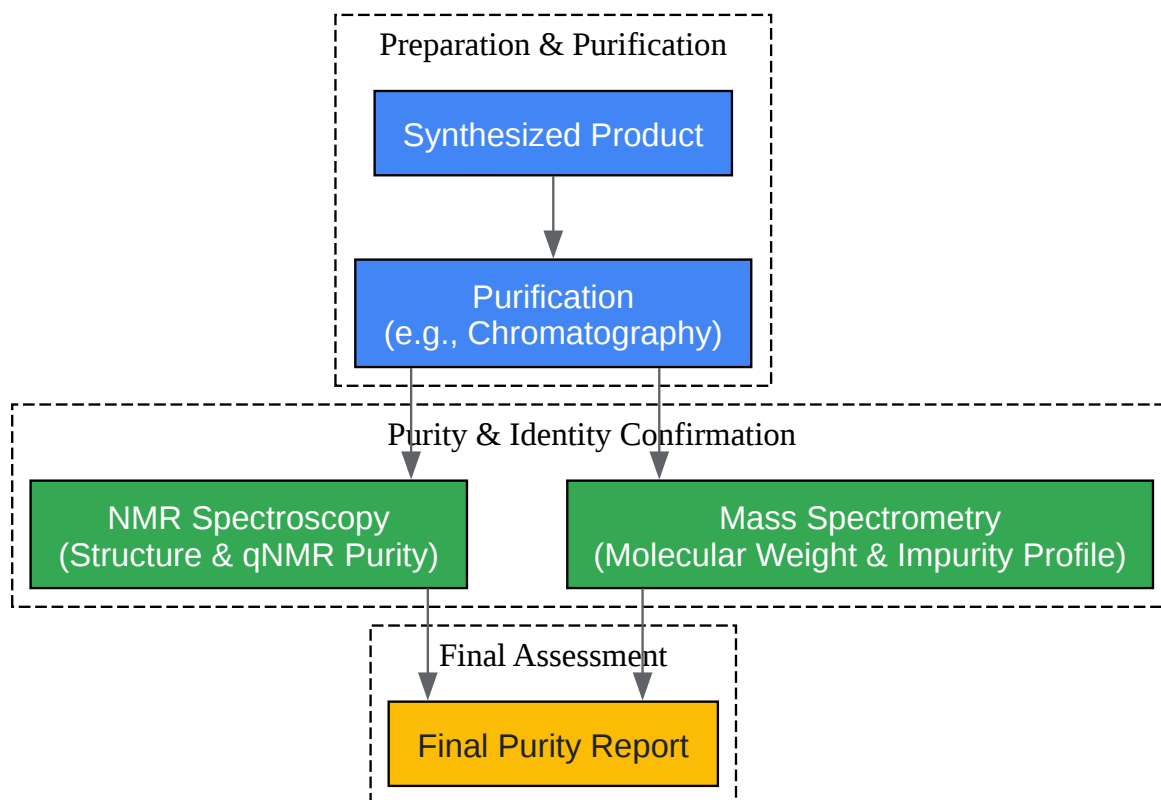 Preparation & Purification
Synthesized Product
Purification
(e.g., Chromatography)
Purity & Identity Confirmation
NMR Spectroscopy
(Structure & qNMR Purity)
Mass Spectrometry
(Molecular Weight & Impurity Profile)
Final Assessment
Final Purity Report